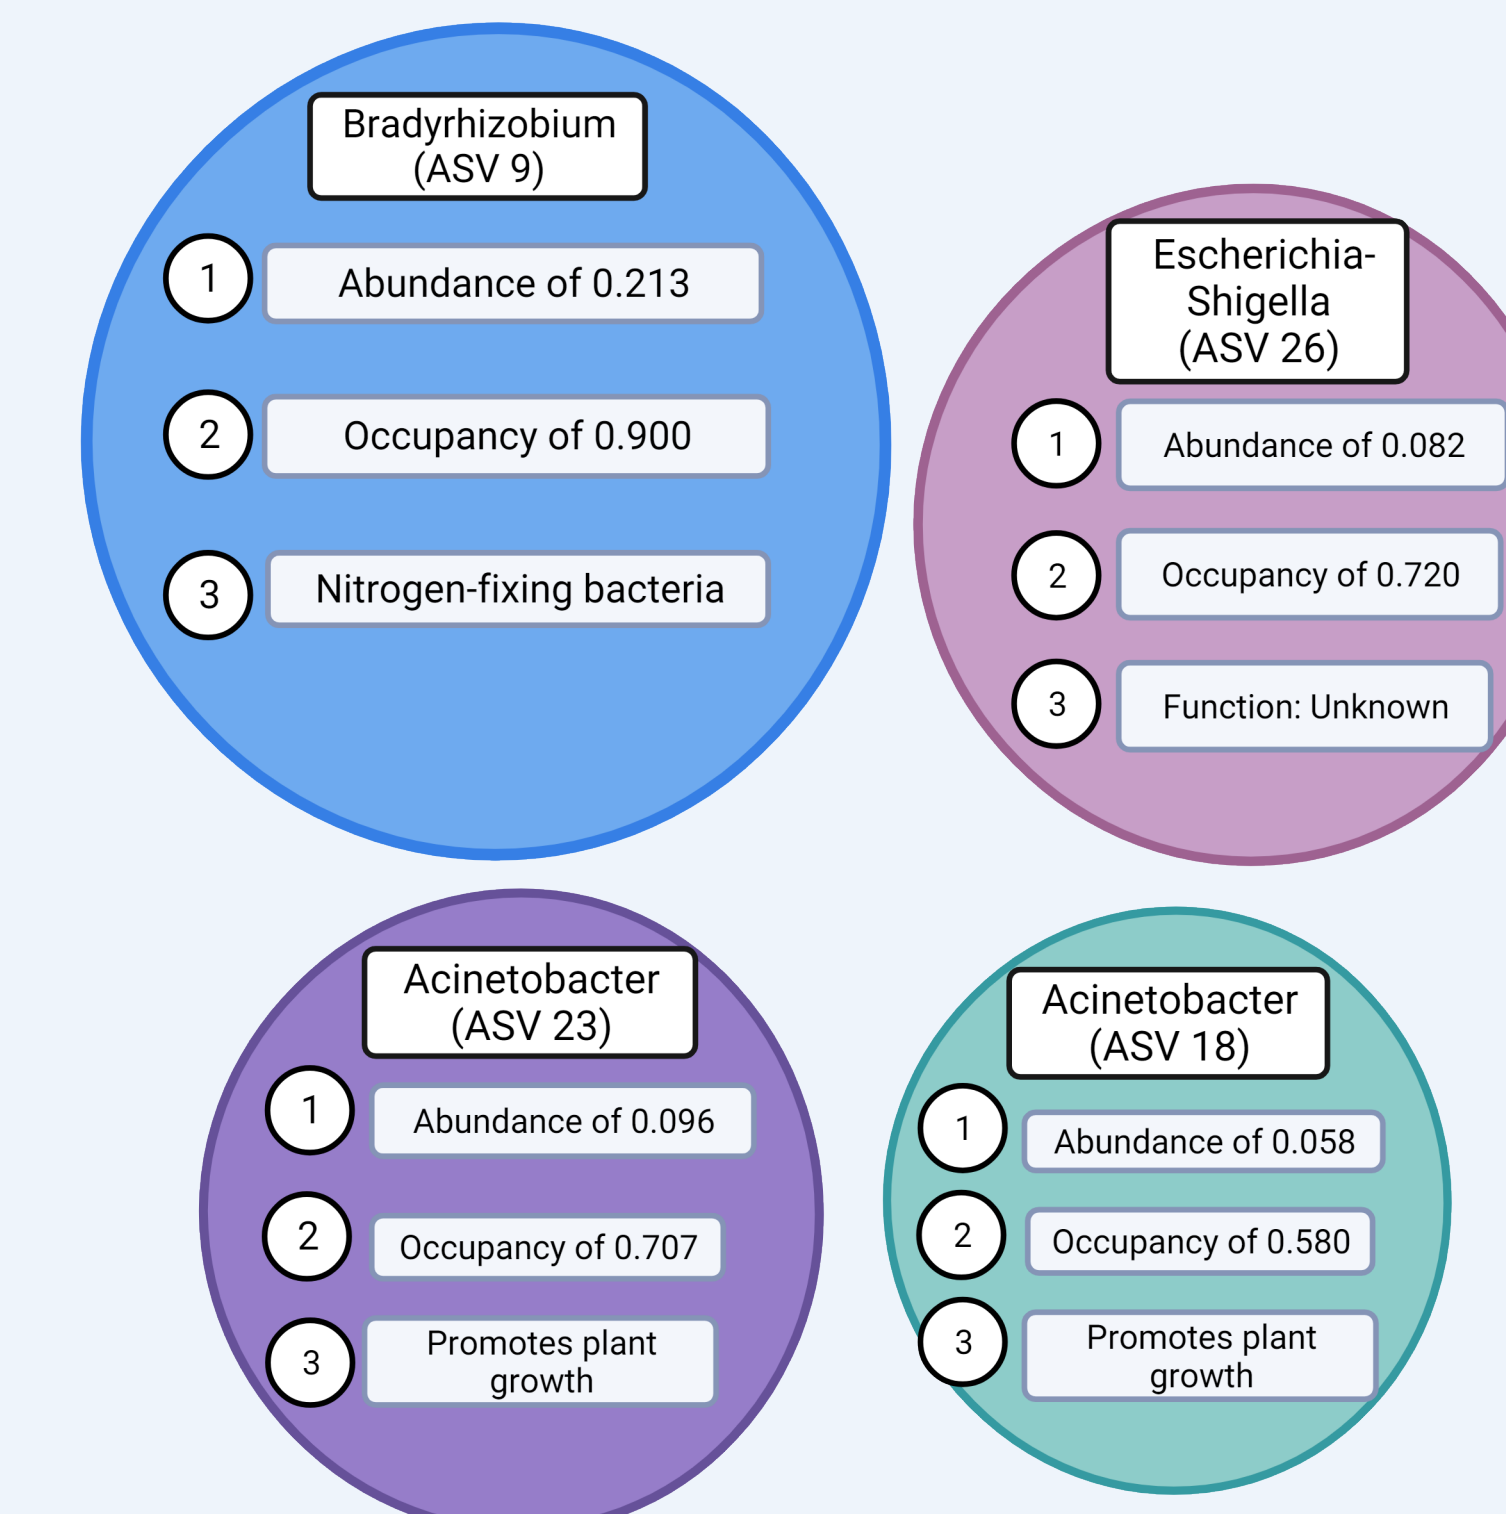 Bradyrhizobium
(ASV 9)
1
Abundance of 0.213
2
Occupancy of 0.900
3
Nitrogen-fixing bacteria
Escherichia-
Shigella
(ASV 26)
1
Abundance of 0.082
2
Occupancy of 0.720
3
Function: Unknown
Acinetobacter
(ASV 23)
1
Abundance of 0.096
2
Occupancy of 0.707
3
Promotes plant
growth
Acinetobacter
(ASV 18)
1
Abundance of 0.058
2
Occupancy of 0.580
3
Promotes plant
growth